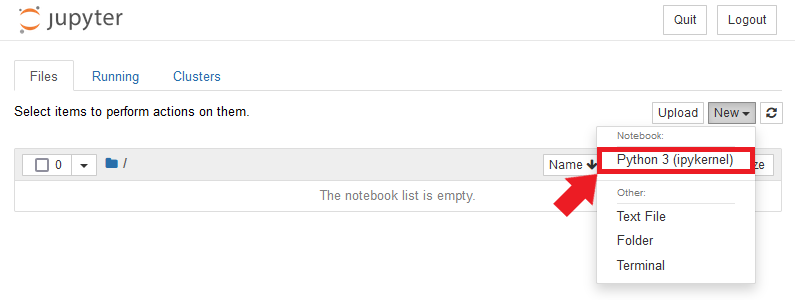 jupyter
Quit Logout
Files Running Clusters
Select items to perform actions on them.
Upload New
Notebook:
0 / Name
Python 3 (ipykernel)
The notebook list is empty.
Other:
Text File
Folder
Terminal